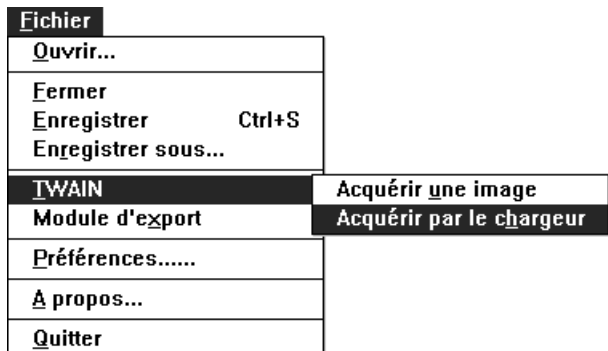 Fichier
Ouvrir...
Fermer
Enregistrer Ctrl+S
Enregistrer sous...
TWAIN
Acquérir une image
Module d'export
Acquérir par le chargeur
Préférences......
A propos...
Quitter